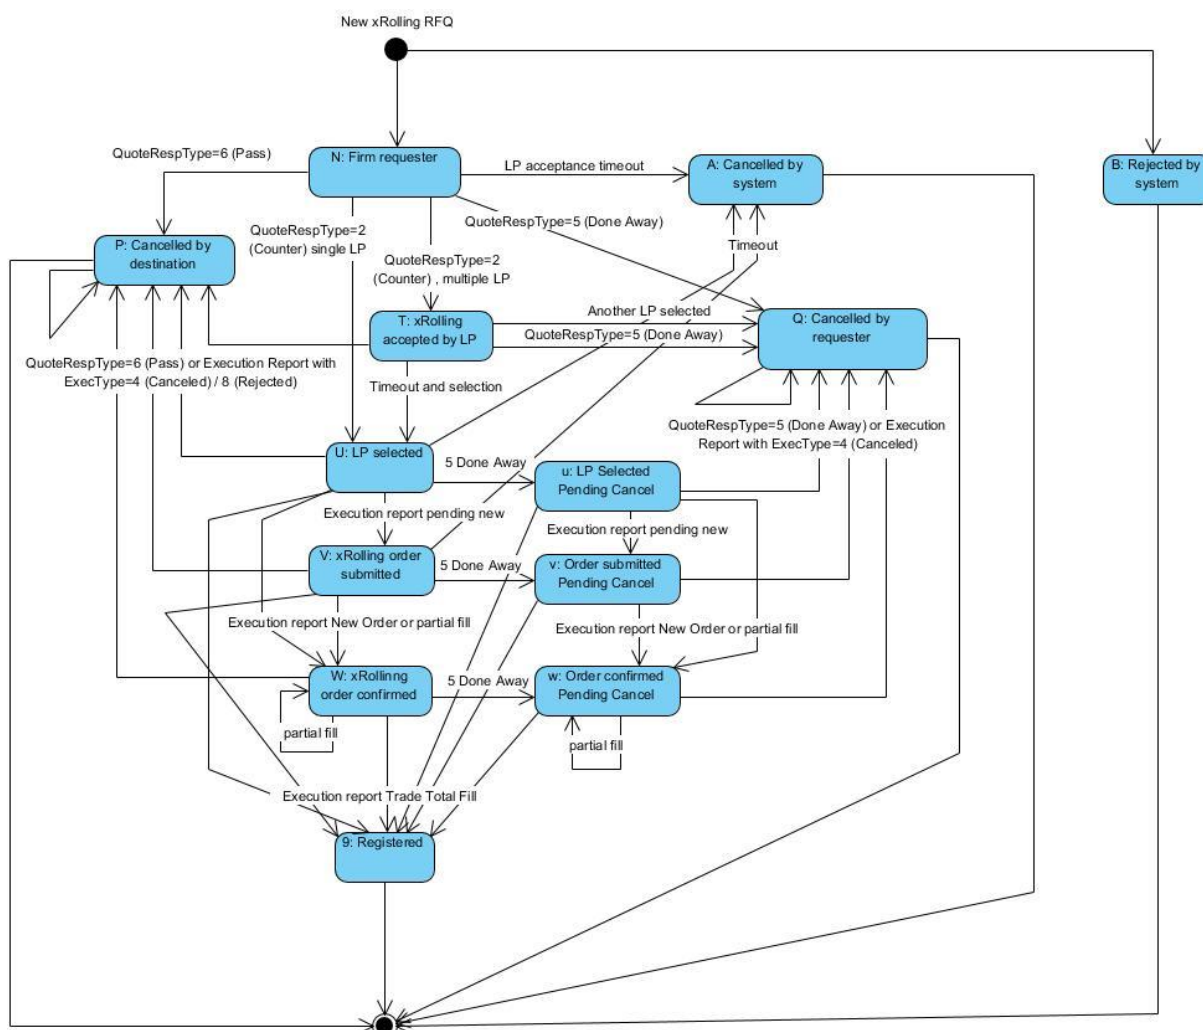 New xRolling RFQ
QuoteRespType=6 (Pass)
N: Firm requester
LP acceptance timeout
A: Cancelled by
system
B: Rejected by
system
QuoteRespType=2
(Counter) single LP
QuoteRespType=5 (Done Away)
P: Cancelled by
destination
Timeout
QuoteRespType=2
(Counter) , multiple LP
T: xRolling
accepted by LP
Another LP selected
QuoteRespType=5 (Done Away)
Q: Cancelled by
requester
QuoteRespType=6 (Pass) or Execution Report with
ExecType=4 (Canceled) / 8 (Rejected)
Timeout and selection
QuoteRespType=5 (Done Away) or Execution
Report with ExecType=4 (Canceled)
U: LP selected
5 Done Away
u: LP Selected
Pending Cancel
Execution report pending new
Execution report pending new
V: xRolling order
submitted
5 Done Away
v: Order submitted
Pending Cancel
Execution report New Order or partial fill
Execution report New Order or partial fill
W: xRollinng
order confirmed
5 Done Away
w: Order confirmed
Pending Cancel
partial fill
partial fill
Execution report Trade Total Fill
9: Registered